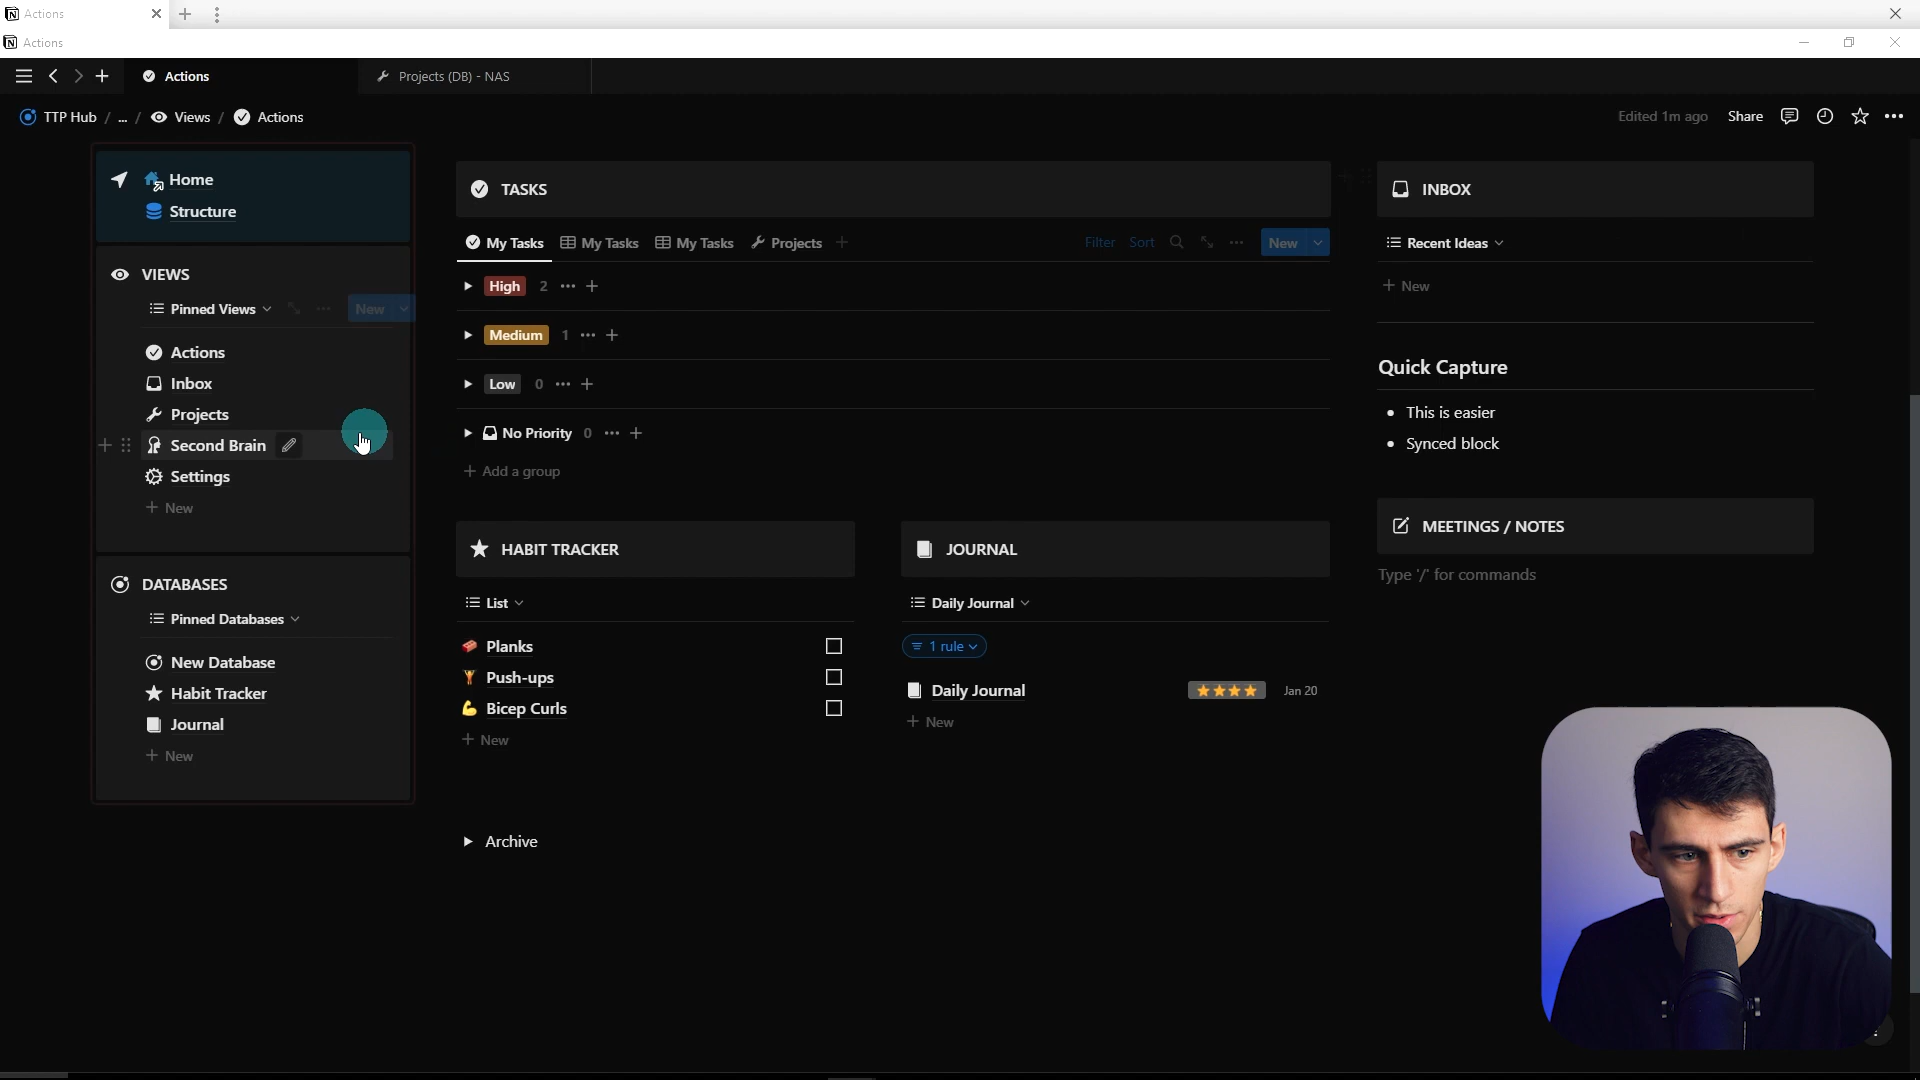 Actions
Actions
Actions
Projects (DB) - NAS
TTP Hub / ... / Views / Actions
Edited 1m ago
Share
Home
Structure
VIEWS
Pinned Views
New
Actions
Inbox
Projects
Second Brain
Settings
New
DATABASES
Pinned Databases
New Database
Habit Tracker
Journal
New
TASKS
My Tasks
My Tasks
My Tasks
Projects
Filter
Sort
New
High 2
Medium 1
Low 0
No Priority 0
Add a group
HABIT TRACKER
List
Planks
Push-ups
Bicep Curls
New
Archive
JOURNAL
Daily Journal
1 rule
Daily Journal
Jan 20
New
INBOX
Recent Ideas
New
Quick Capture
This is easier
Synced block
MEETINGS / NOTES
Type '/' for commands